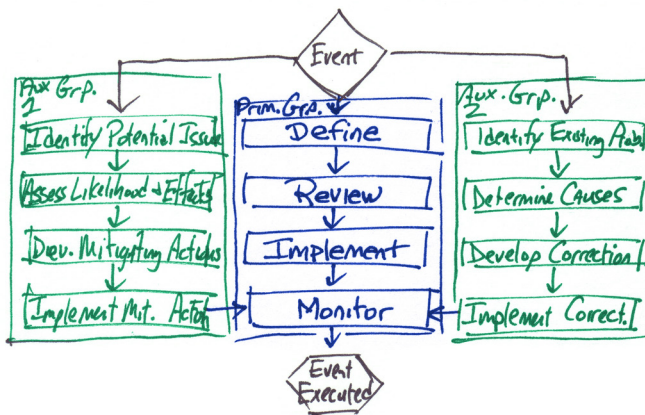 Event
Aux Grp.
1
Identify Potential Issue
Assess Likelihood & Effects
Dev. Mitigating Actions
Implement Mit. Action
Prim. Grp.
Define
Review
Implement
Monitor
Event
Executed
Aux. Grp.
2
Identify Existing Prob.
Determine Causes
Develop Correction
Implement Correct.